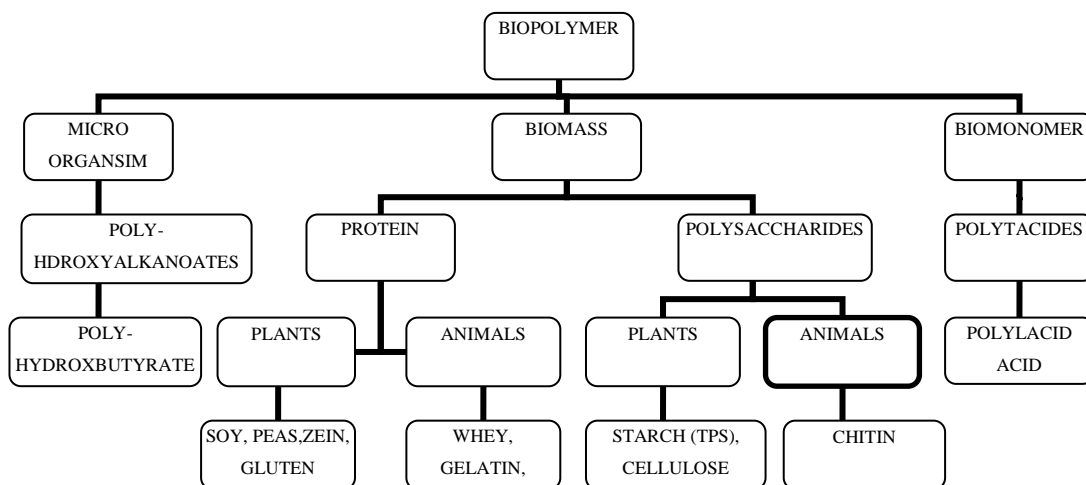 BIOPOLYMER
MICRO
ORGANSIM
BIOMASS
BIOMONOMER
POLY-
HDROXYALKANOATES
PROTEIN
POLYSACCHARIDES
POLYTACIDES
POLY-
HYDROXBUTYRATE
PLANTS
ANIMALS
PLANTS
ANIMALS
POLYLACID
ACID
SOY, PEAS,ZEIN,
GLUTEN
WHEY,
GELATIN,
STARCH (TPS),
CELLULOSE
CHITIN